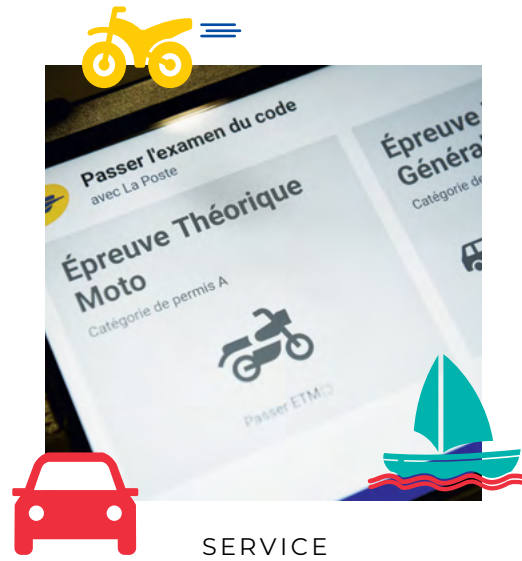 Passer l'examen du code
avec La Poste
Épreuve Théorique
Moto
Catégorie de permis A
Passer ETM
Épreuve
Généra
Catégorie de
SERVICE